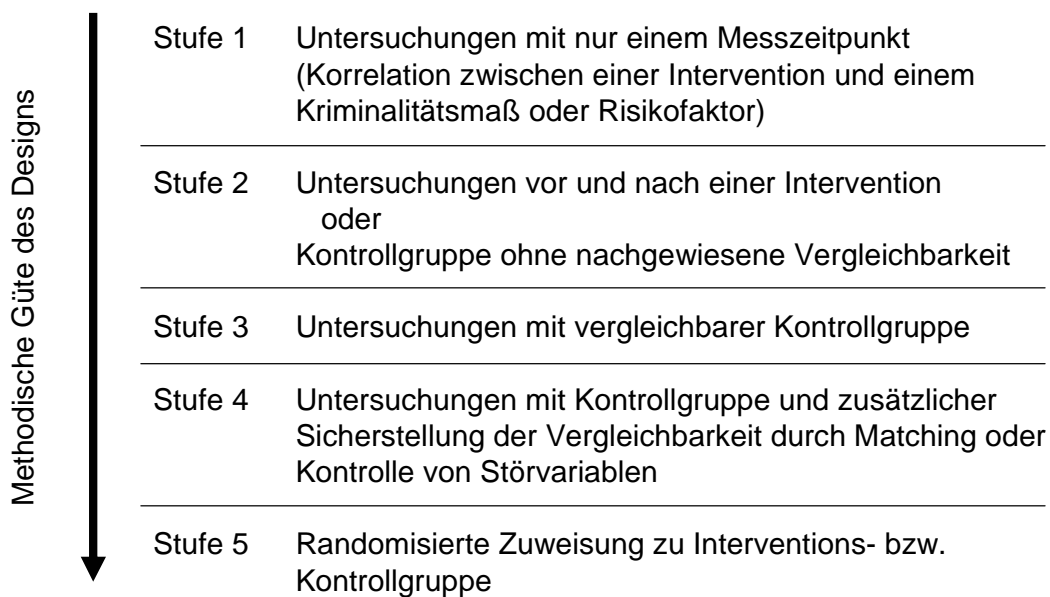 Methodische Güte des Designs
Stufe 1 Untersuchungen mit nur einem Messzeitpunkt
(Korrelation zwischen einer Intervention und einem
Kriminalitätsmaß oder Risikofaktor)
Stufe 2 Untersuchungen vor und nach einer Intervention
oder
Kontrollgruppe ohne nachgewiesene Vergleichbarkeit
Stufe 3 Untersuchungen mit vergleichbarer Kontrollgruppe
Stufe 4 Untersuchungen mit Kontrollgruppe und zusätzlicher
Sicherstellung der Vergleichbarkeit durch Matching oder
Kontrolle von Störvariablen
Stufe 5 Randomisierte Zuweisung zu Interventions- bzw.
Kontrollgruppe